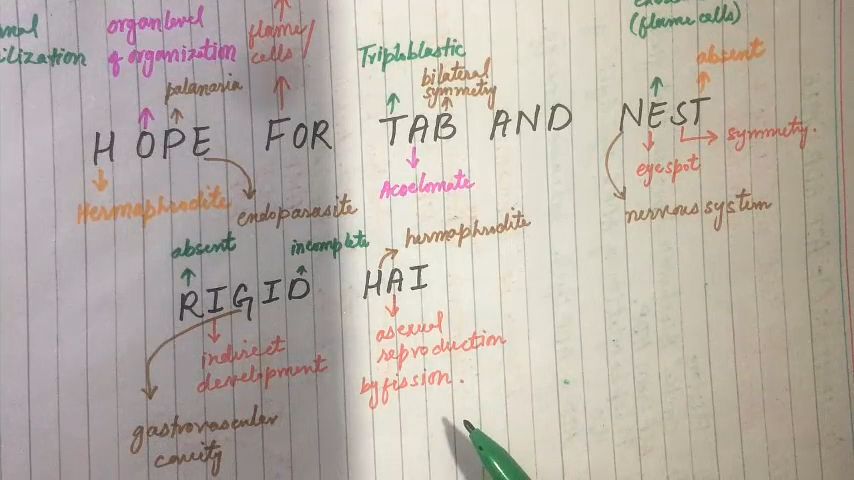 organ level
of organization
flame
cells/
(flame cells)
Triploblastic
absent
planaria
bilateral
symmetry
HOPE FOR TAB AND NEST
symmetry.
eyespot
Acoelomate
Hermaphrodite
endoparasite
nervous system
absent
incomplete
hermaphrodite
RIGID HAI
indirect
development
asexual
reproduction
by fission.
gastrovascular
cavity